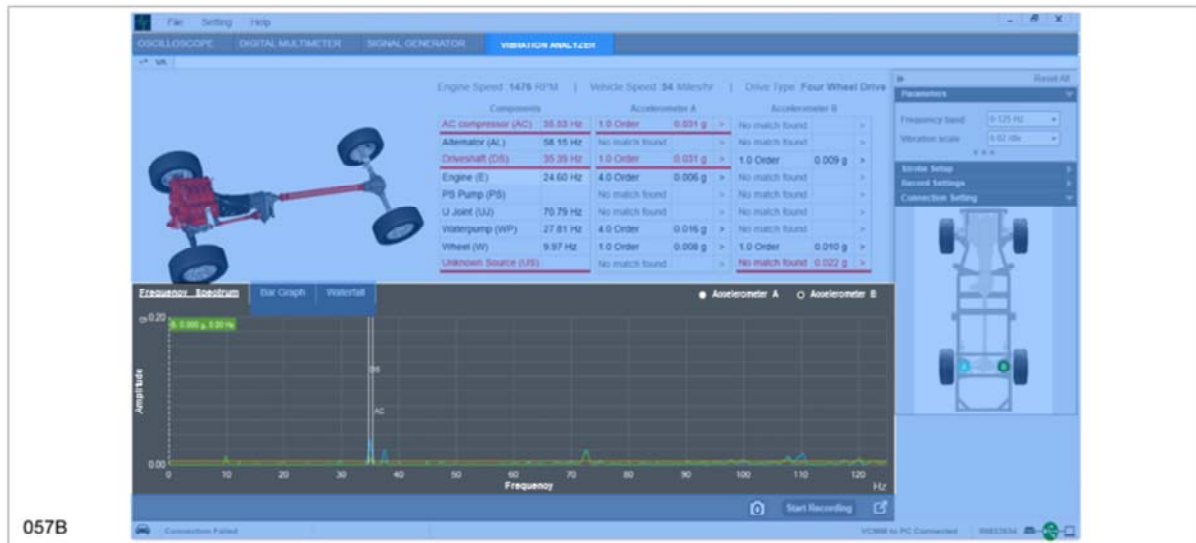 File Setting Help
OSCILLOSCOPE DIGITAL MULTIMETER SIGNAL GENERATOR VIBRATION ANALYZER
VA
Engine Speed 1476 RPM | Vehicle Speed 54 Miles/hr | Drive Type Four Wheel Drive
Reset All
Components Accelerometer A Accelerometer B
Parameters
AC compressor (AC) 35.53 Hz 1.0 Order 0.031 g > No match found >
Frequency band 0-125 Hz
Alternator (AL) 58.15 Hz No match found > No match found >
Vibration scale
Driveshaft (DS) 35.39 Hz 1.0 Order 0.031 g > 1.0 Order 0.009 g >
Engine (E) 24.60 Hz 4.0 Order 0.006 g > No match found >
Strobe Setup
PS Pump (PS) No match found > No match found >
Record Settings
U Joint (UJ) 70.79 Hz No match found > No match found >
Connection Setting
Waterpump (WP) 27.81 Hz 4.0 Order 0.016 g > No match found >
Wheel (W) 9.97 Hz 1.0 Order 0.008 g > 1.0 Order 0.010 g >
Unknown Source (US) No match found > No match found 0.022 g >
Frequency Spectrum Bar Graph Waterfall
Accelerometer A Accelerometer B
g 0.20
B: 0.000 g, 0.00 Hz
DS
AC
Amplitude
0.00
0 10 20 30 40 50 60 70 80 90 100 110 120
Frequency Hz
A B
Start Recording
Connection Failed
VCMM to PC Connected
057B